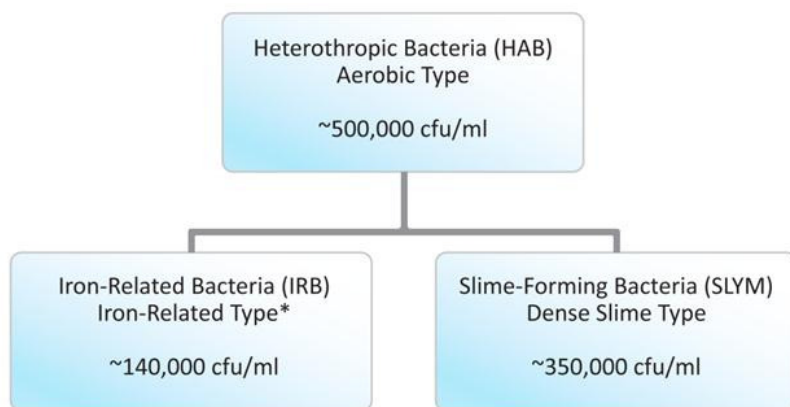 Heterothropic Bacteria (HAB)
Aerobic Type
~500,000 cfu/ml
Iron-Related Bacteria (IRB)
Iron-Related Type*
~140,000 cfu/ml
Slime-Forming Bacteria (SLYM)
Dense Slime Type
~350,000 cfu/ml